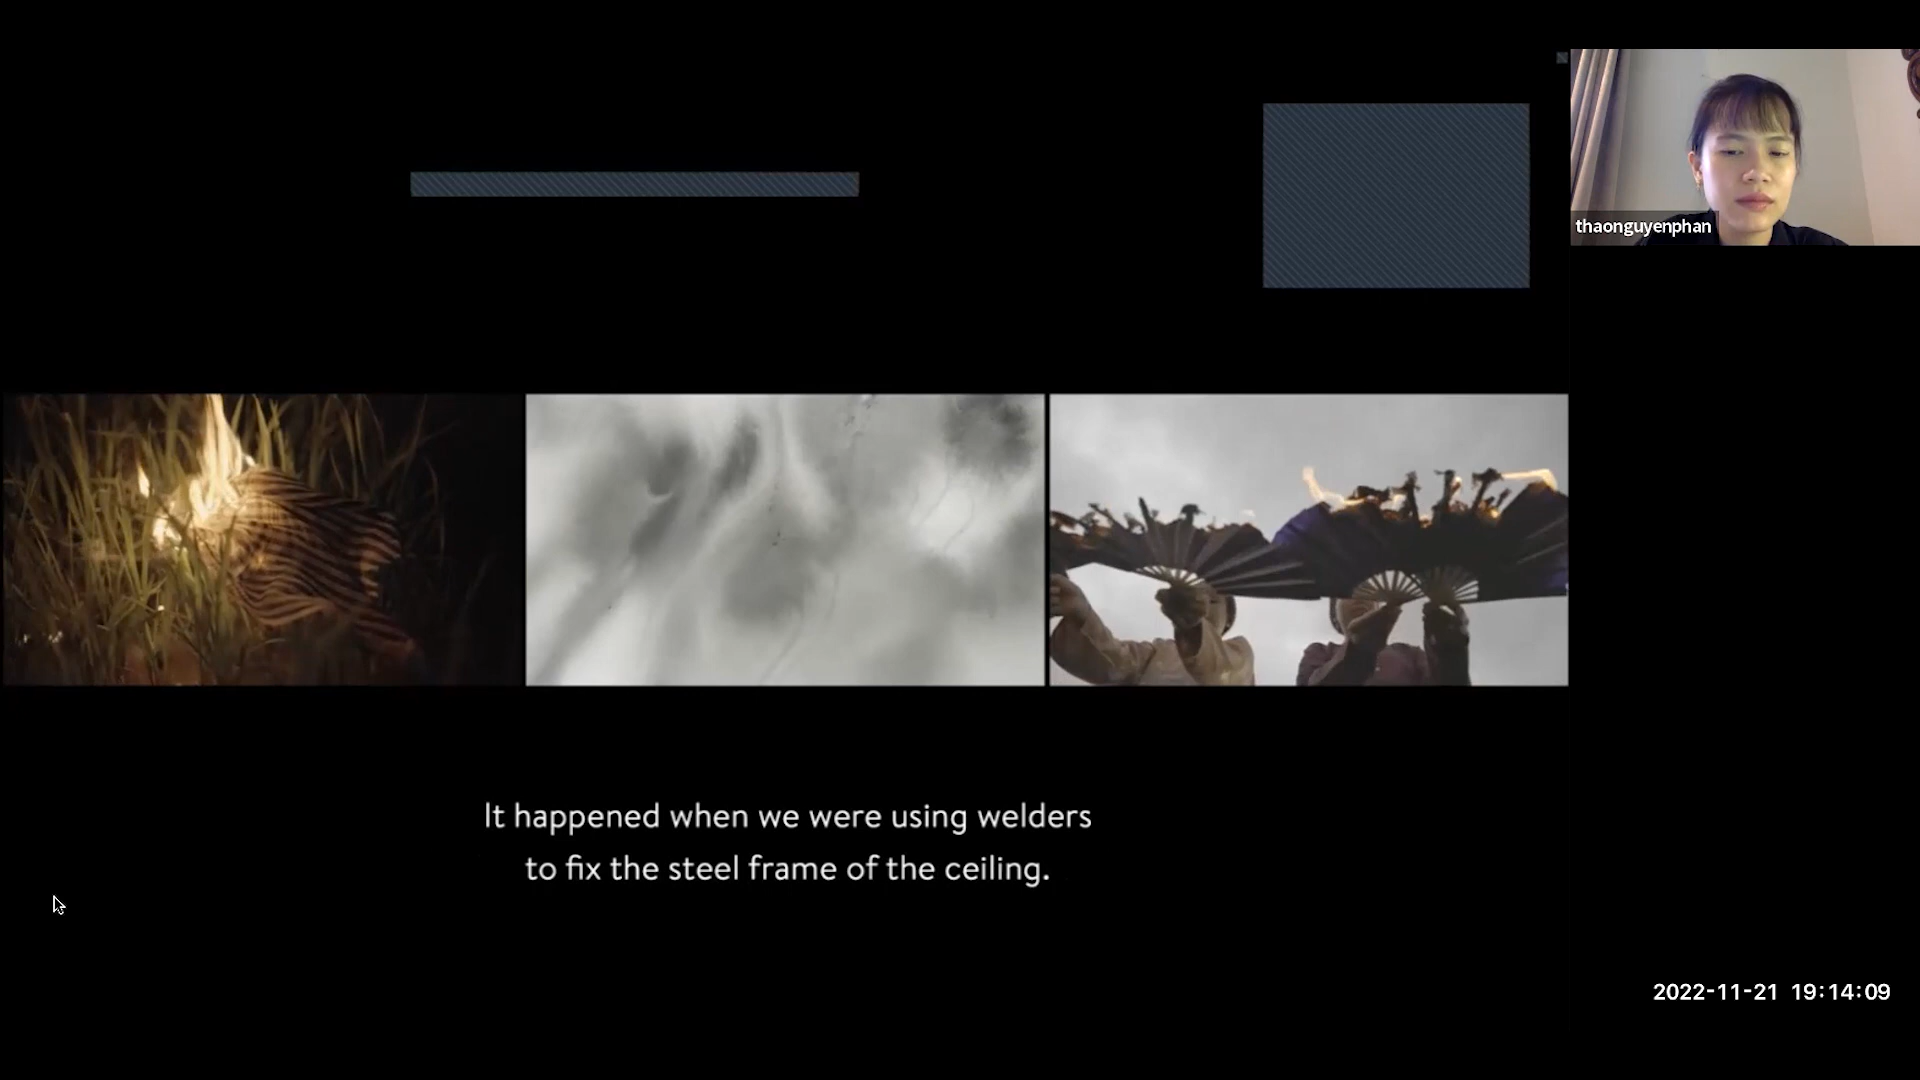 thaonguyenphan
It happened when we were using welders
to fix the steel frame of the ceiling.
2022-11-21 19:14:09